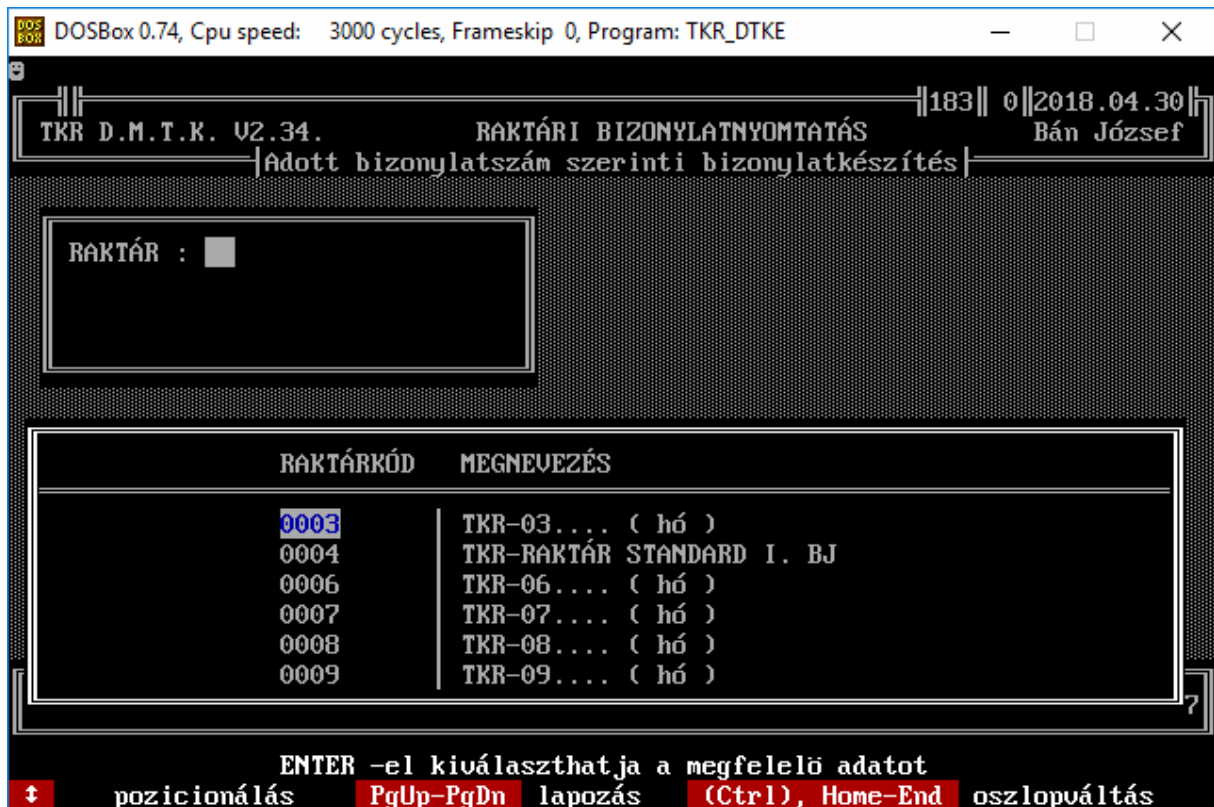 DOSBox 0.74, Cpu speed: 3000 cycles, Frameskip 0, Program: TKR_DTKE
183 0 2018.04.30
TKR D.M.T.K. V2.34. RAKTÁRI BIZONYLATNYOMTATÁS Bán József
Adott bizonylatszám szerinti bizonylatkészítés
RAKTÁR :
RAKTÁRKÓD MEGNEVEZÉS
0003 TKR-03.... ( hó )
0004 TKR-RAKTÁR STANDARD I. BJ
0006 TKR-06.... ( hó )
0007 TKR-07.... ( hó )
0008 TKR-08.... ( hó )
0009 TKR-09.... ( hó )
7
ENTER -el kiválaszthatja a megfelelö adatot
↕ pozicionálás PgUp-PgDn lapozás (Ctrl), Home-End oszlopváltás